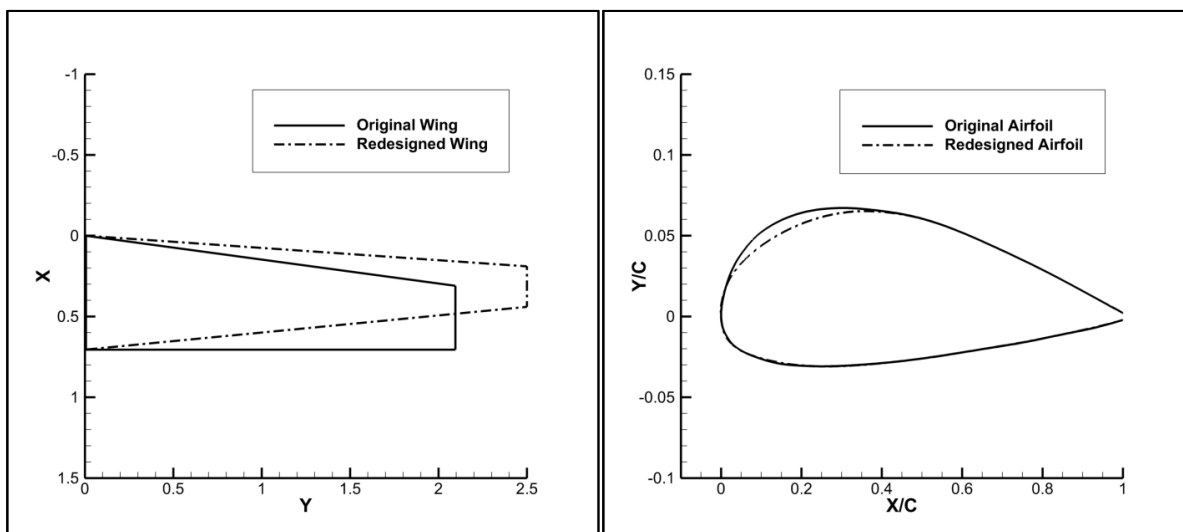 -1
-0.5
0
0.5
1
1.5
X
Original Wing
Redesigned Wing
0 0.5 1 1.5 2 2.5
Y
0.15
0.1
0.05
0
-0.05
-0.1
Y/C
Original Airfoil
Redesigned Airfoil
0 0.2 0.4 0.6 0.8 1
X/C